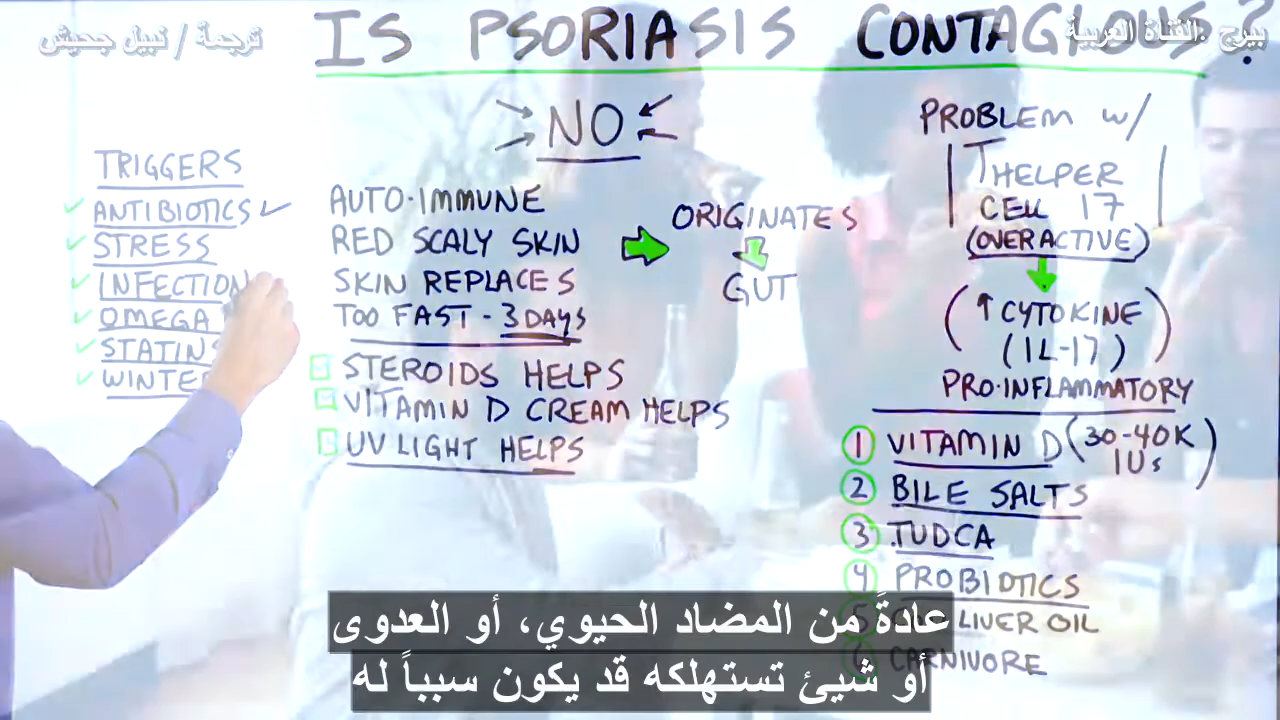 IS PSORIASIS CONTAGIOUS?
ترجمة / نبيل جحيش
بيرج :القناة العربية
NO
TRIGGERS
ANTIBIOTICS
STRESS
INFECTION
OMEGA
STATINS
WINTE
AUTO-IMMUNE
RED SCALY SKIN
SKIN REPLACES
TOO FAST - 3 DAYS
STEROIDS HELPS
VITAMIN D CREAM HELPS
UV LIGHT HELPS
ORIGINATES
GUT
PROBLEM W/
T HELPER
CELL 17
(OVERACTIVE)
(↑ CYTOKINE
(IL-17))
PRO-INFLAMMATORY
1 VITAMIN D (30-40K IUs)
2 BILE SALTS
3 TUDCA
4 PROBIOTICS
5 LIVER OIL
6 CARNIVORE
عادةً من المضاد الحيوي، أو العدوى
أو شيئ تستهلكه قد يكون سبباً له